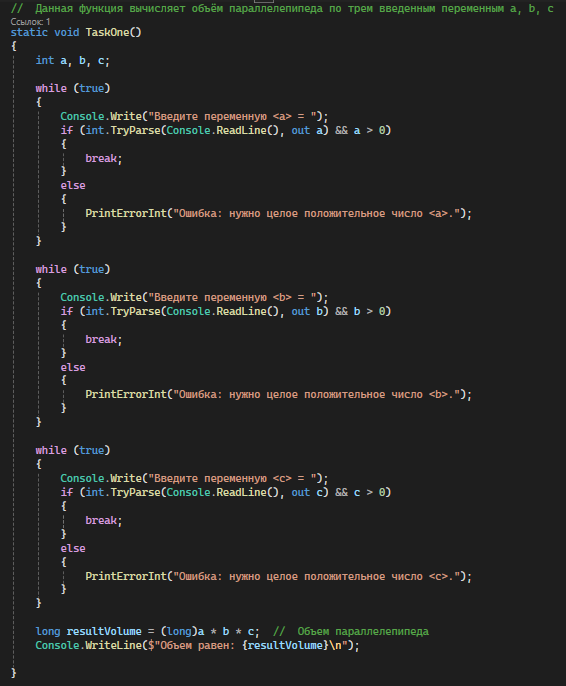 //  Данная функция вычисляет объём параллелепипеда по трем введенным переменным a, b, c
Ссылок: 1
static void TaskOne()
{
    int a, b, c;

    while (true)
    {
        Console.Write("Введите переменную <a> = ");
        if (int.TryParse(Console.ReadLine(), out a) && a > 0)
        {
            break;
        }
        else
        {
            PrintErrorInt("Ошибка: нужно целое положительное число <a>.");
        }
    }

    while (true)
    {
        Console.Write("Введите переменную <b> = ");
        if (int.TryParse(Console.ReadLine(), out b) && b > 0)
        {
            break;
        }
        else
        {
            PrintErrorInt("Ошибка: нужно целое положительное число <b>.");
        }
    }

    while (true)
    {
        Console.Write("Введите переменную <c> = ");
        if (int.TryParse(Console.ReadLine(), out c) && c > 0)
        {
            break;
        }
        else
        {
            PrintErrorInt("Ошибка: нужно целое положительное число <c>.");
        }
    }

    long resultVolume = (long)a * b * c;  //  Объем параллелепипеда
    Console.WriteLine($"Объем равен: {resultVolume}\n");

}